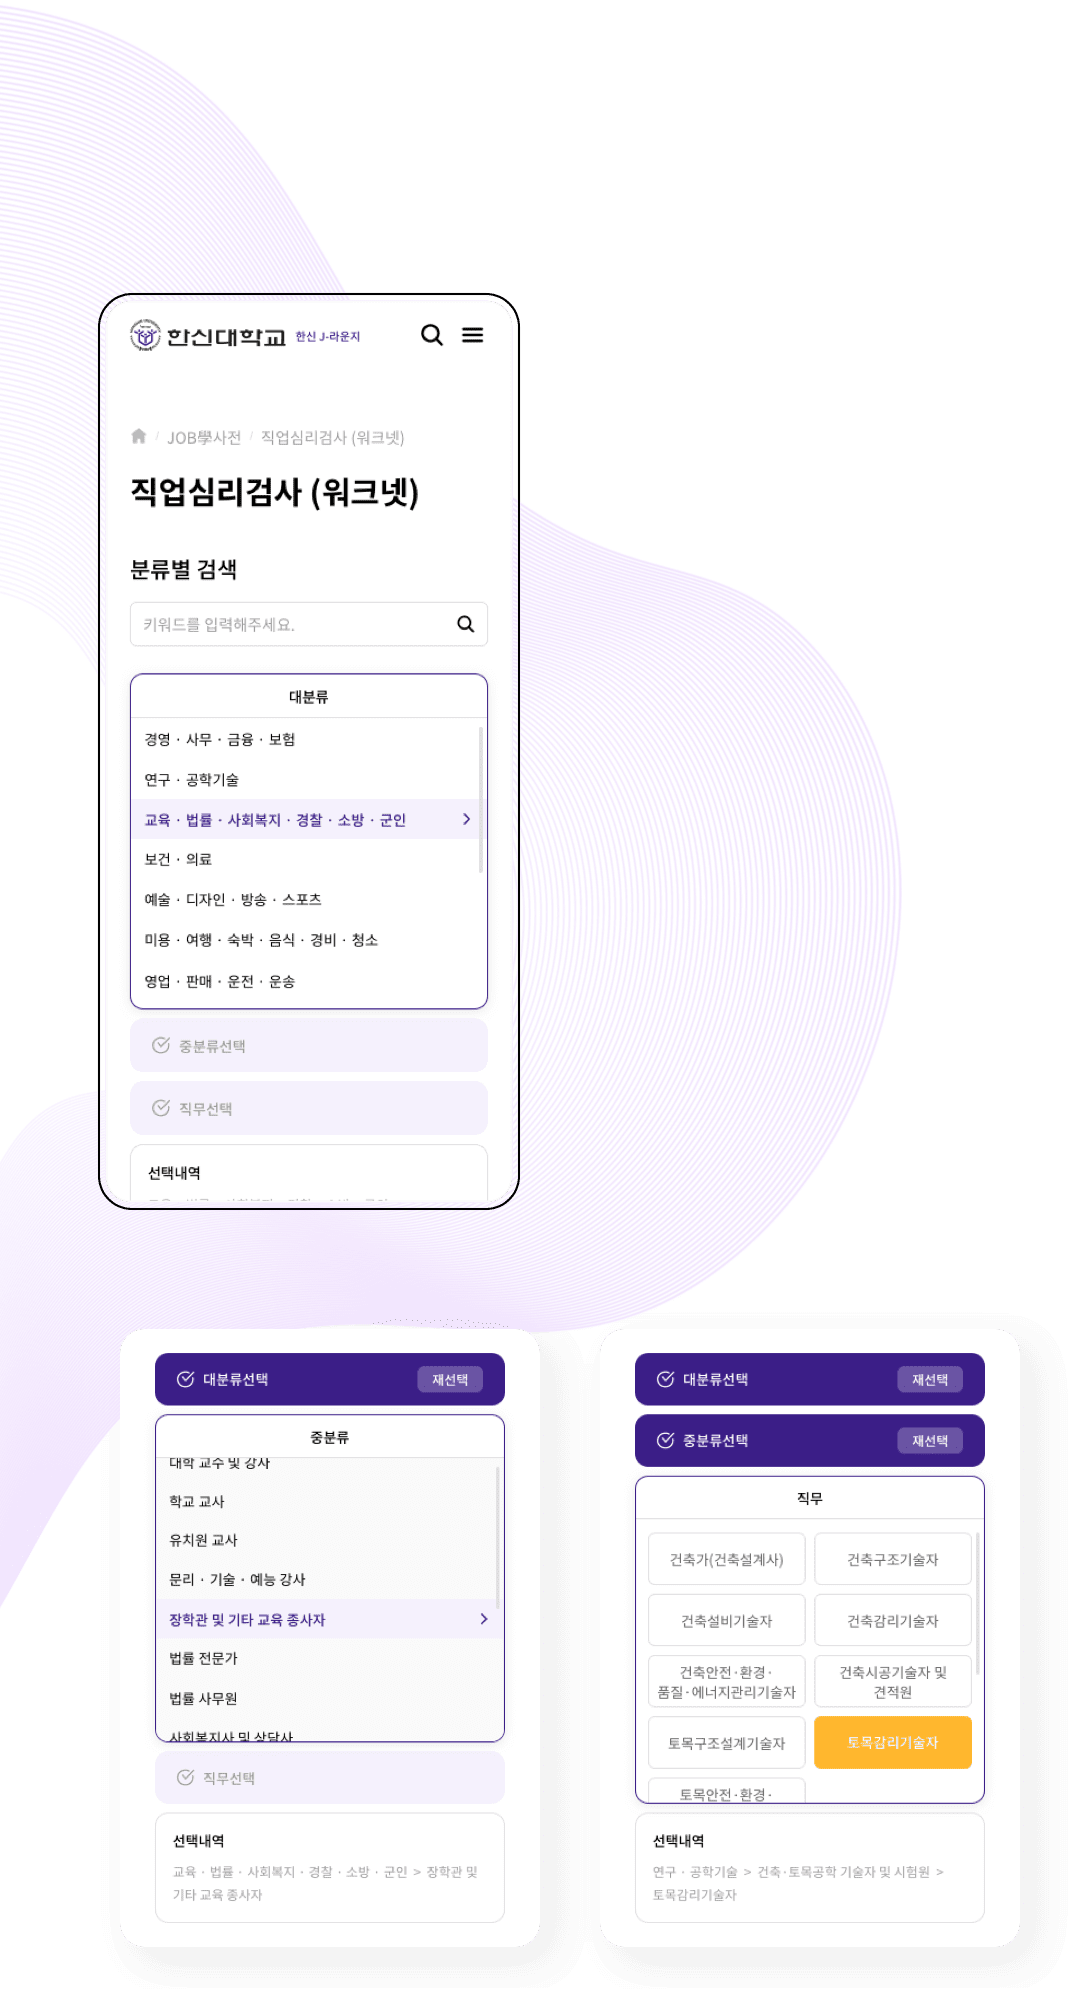 한신대학교 한신 J-라운지
/ JOB學사전 / 직업심리검사 (워크넷)
직업심리검사 (워크넷)
분류별 검색
키워드를 입력해주세요.
대분류
경영 · 사무 · 금융 · 보험
연구 · 공학기술
교육 · 법률 · 사회복지 · 경찰 · 소방 · 군인
보건 · 의료
예술 · 디자인 · 방송 · 스포츠
미용 · 여행 · 숙박 · 음식 · 경비 · 청소
영업 · 판매 · 운전 · 운송
중분류선택
직무선택
선택내역
대분류선택 재선택
중분류
대학 교수 및 강사
학교 교사
유치원 교사
문리 · 기술 · 예능 강사
장학관 및 기타 교육 종사자
법률 전문가
법률 사무원
사회복지사 및 상담사
직무선택
선택내역
교육 · 법률 · 사회복지 · 경찰 · 소방 · 군인 > 장학관 및
기타 교육 종사자
대분류선택 재선택
중분류선택 재선택
직무
건축가(건축설계사) 건축구조기술자
건축설비기술자 건축감리기술자
건축안전·환경·
품질·에너지관리기술자
건축시공기술자 및
견적원
토목구조설계기술자 토목감리기술자
토목안전·환경·
선택내역
연구 · 공학기술 > 건축·토목공학 기술자 및 시험원 >
토목감리기술자